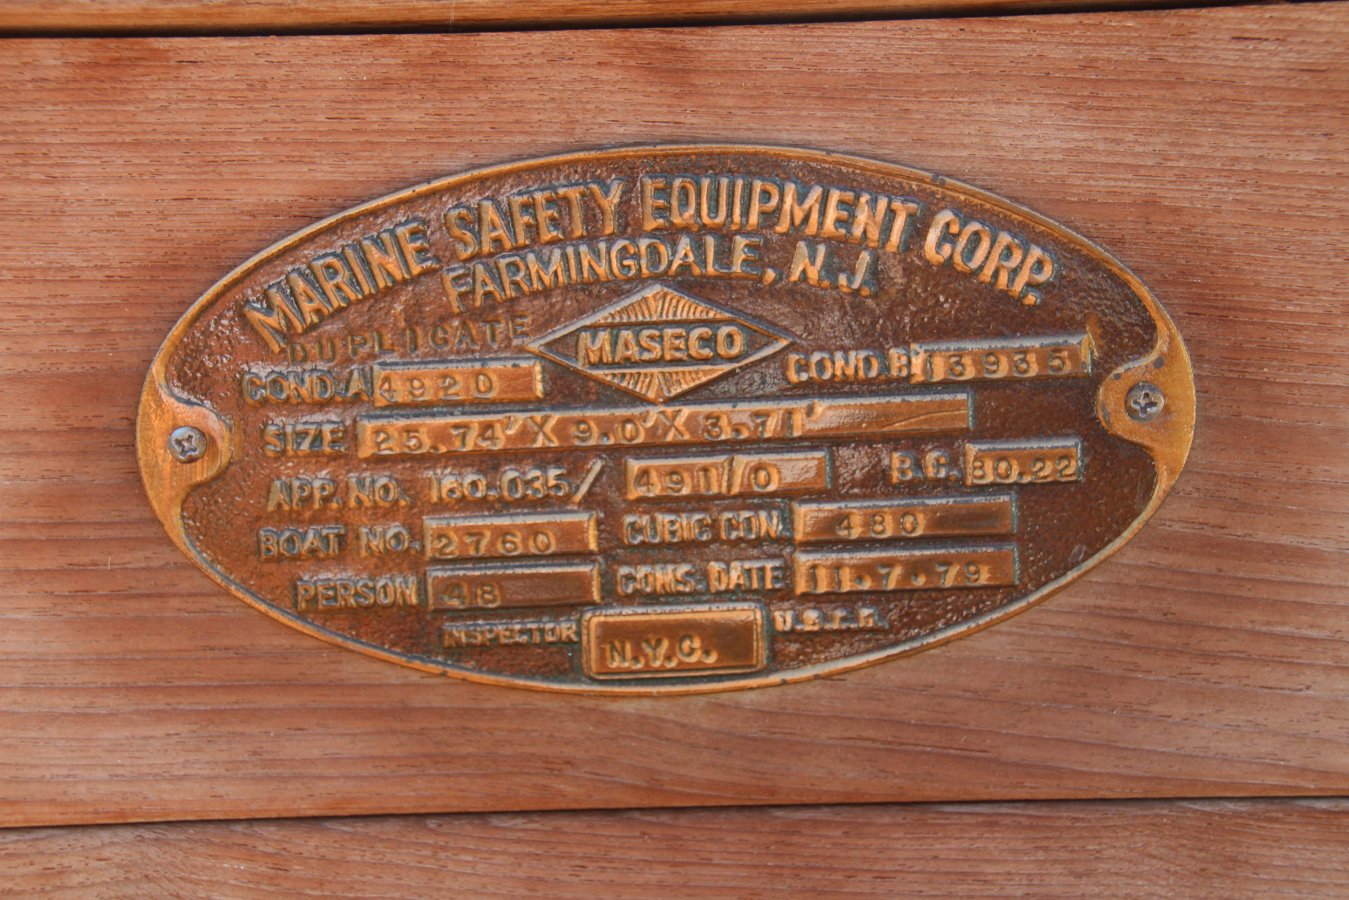 MARINE SAFETY EQUIPMENT CORP.
FARMINGDALE, N.J.
DUPLICATE
MASECO
COND. A 4920 COND. B 13935
SIZE 25.74' X 9.0' X 3.71'
APP. NO. 160.035/ 491/0 B.C. 80.22
BOAT NO. 2760 CUBIC CON. 480
PERSON 48 CONS. DATE 11.7.79
INSPECTOR N.Y.C. U.S.C.G.